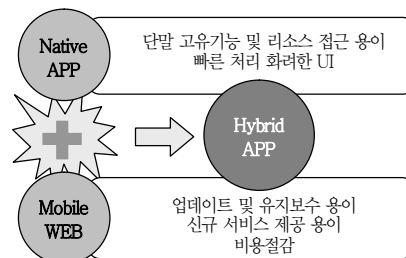 Native
APP
단말 고유기능 및 리소스 접근 용이
빠른 처리 화려한 UI
Hybrid
APP
Mobile
WEB
업데이트 및 유지보수 용이
신규 서비스 제공 용이
비용절감